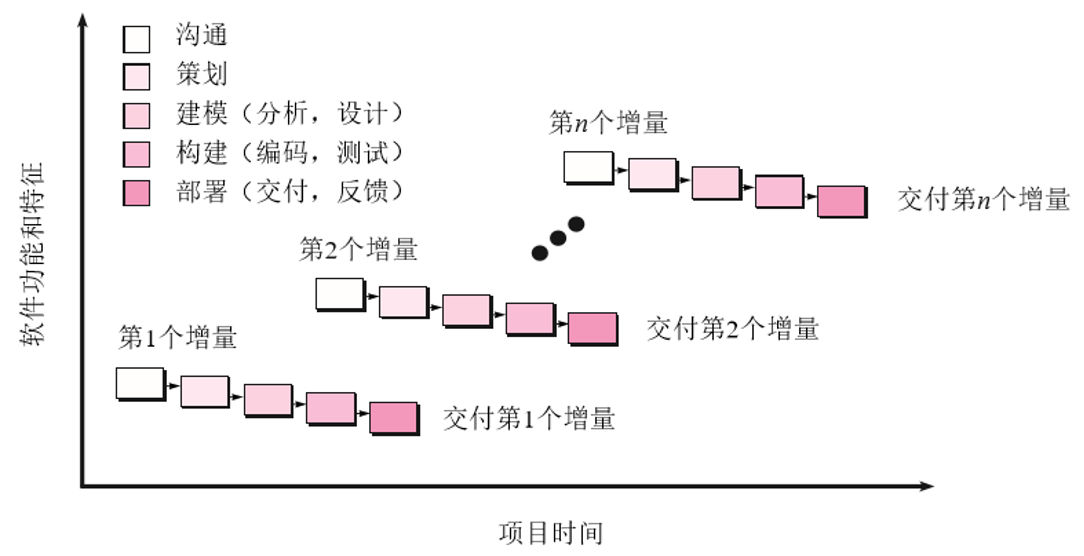 沟通
策划
建模（分析，设计）
构建（编码，测试）
部署（交付，反馈）
软件功能和特征
第n个增量
交付第n个增量
第2个增量
交付第2个增量
第1个增量
交付第1个增量
项目时间